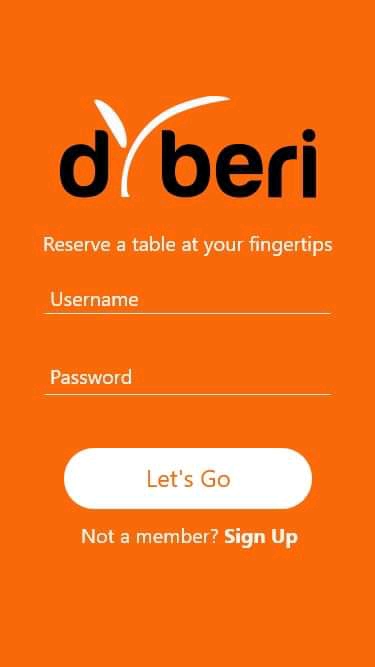 dyberi
Reserve a table at your fingertips
Username
Password
Let's Go
Not a member? Sign Up